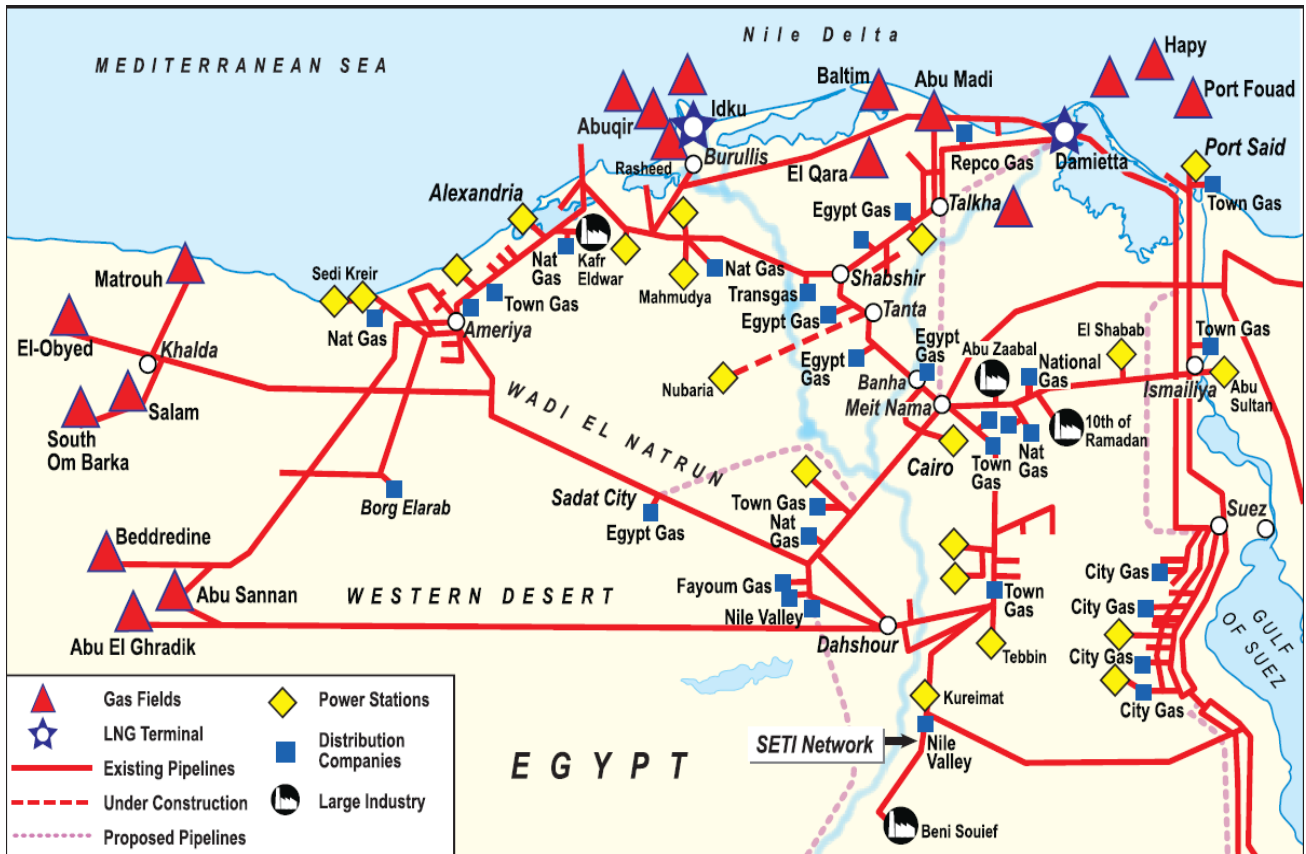 Nile Delta
MEDITERRANEAN SEA
Hapy
Baltim
Abu Madi
Port Fouad
Idku
Abuqir
Burullis
Rasheed
El Qara
Repco Gas
Damietta
Port Said
Town Gas
Alexandria
Egypt Gas
Talkha
Nat
Gas
Kafr
Eldwar
Nat Gas
Mahmudya
Transgas
Shabshir
Matrouh
Sedi Kreir
Town Gas
Nat Gas
Ameriya
Egypt Gas
Tanta
El-Obyed
Khalda
Egypt
Gas
Egypt
Gas
Abu Zaabal
El Shabab
Town Gas
National
Gas
Nubaria
Banha
Meit Nama
Ismailiya
Abu
Sultan
Salam
South
Om Barka
WADI EL NATRUN
Cairo
Town
Gas
Nat
Gas
10th of
Ramadan
Borg Elarab
Sadat City
Egypt Gas
Town Gas
Nat
Gas
Suez
Beddredine
Abu Sannan
WESTERN DESERT
Fayoum Gas
Nile Valley
Town
Gas
City Gas
City Gas
Abu El Ghradik
Dahshour
Tebbin
City Gas
City Gas
GULF
OF SUEZ
Kureimat
SETI Network
Nile
Valley
EGYPT
Beni Souief
Gas Fields
LNG Terminal
Existing Pipelines
Under Construction
Proposed Pipelines
Power Stations
Distribution
Companies
Large Industry